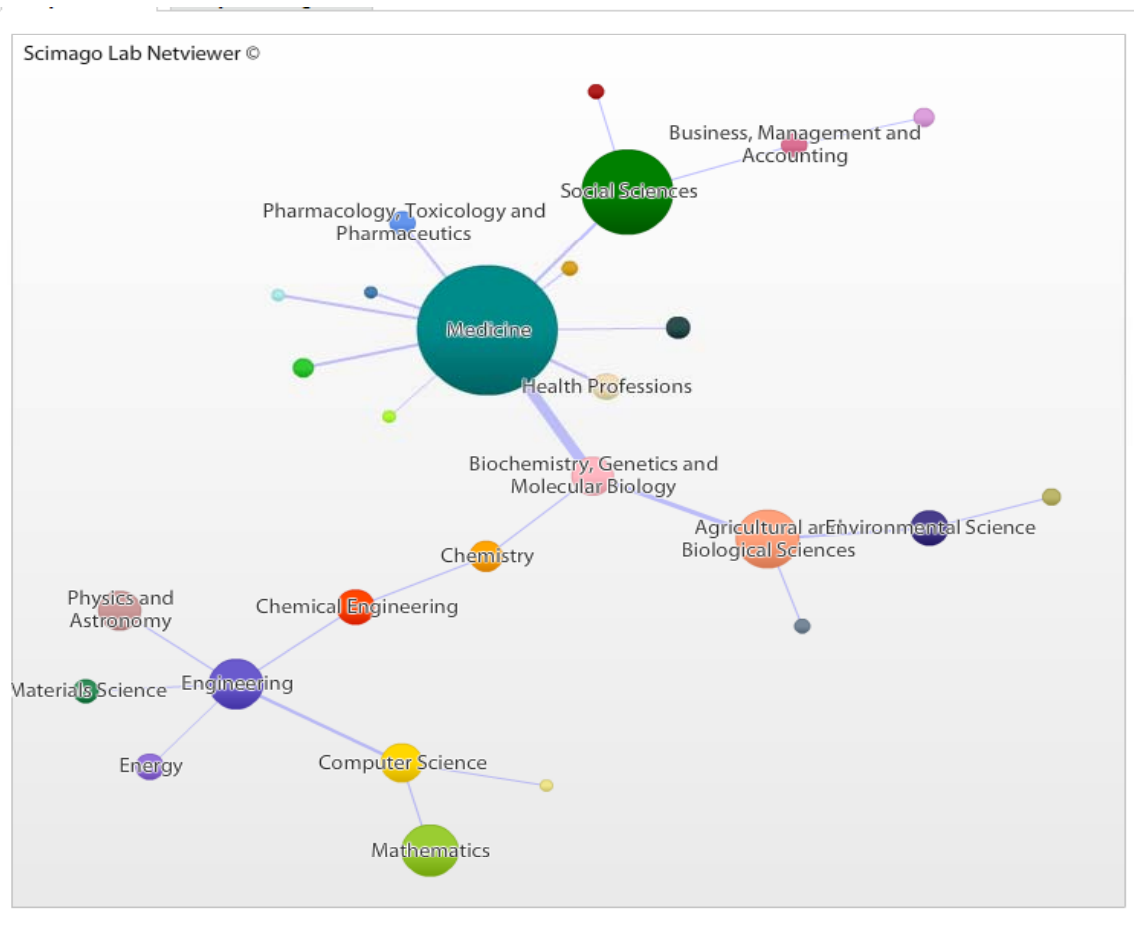 Scimago Lab Netviewer ©
Business, Management and
Accounting
Social Sciences
Pharmacology, Toxicology and
Pharmaceutics
Medicine
Health Professions
Biochemistry, Genetics and
Molecular Biology
Agricultural
Biological Sciences
Environmental Science
Chemistry
Physics and
Astronomy
Chemical Engineering
Materials Science
Engineering
Energy
Computer Science
Mathematics